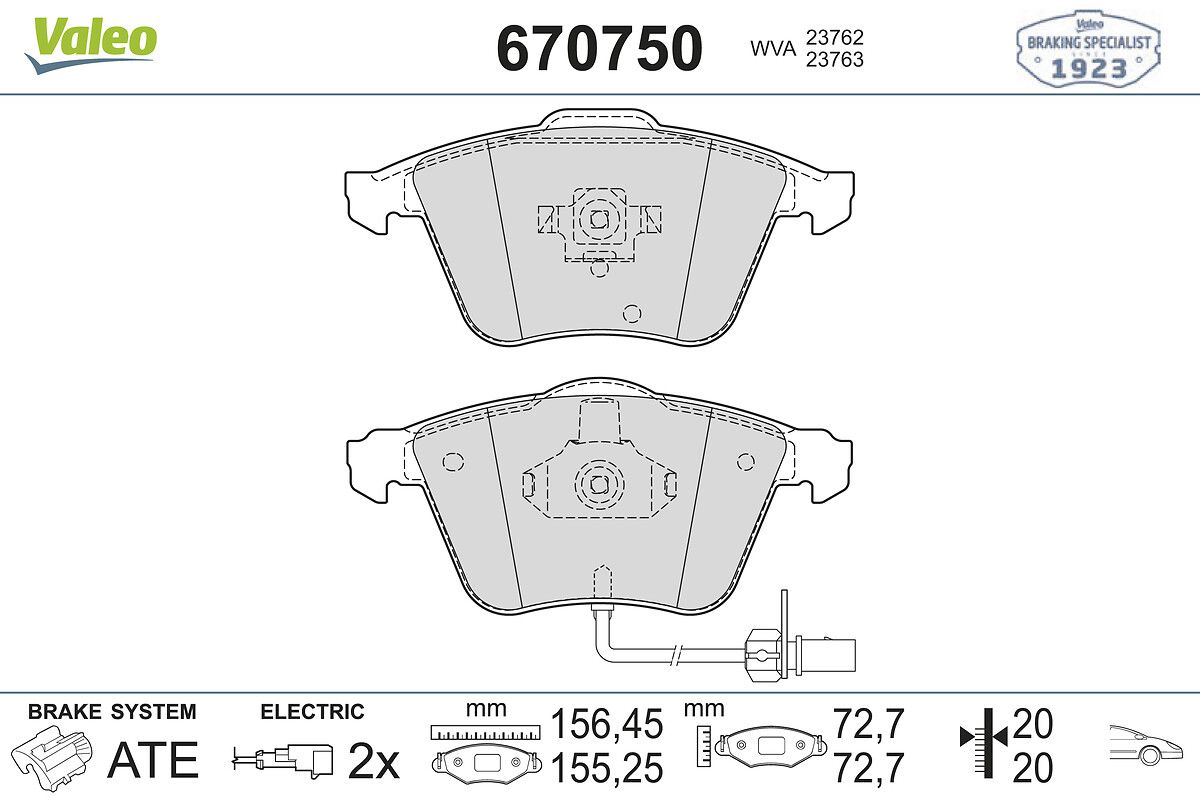 Valeo
670750
WVA 23762
23763
Valeo
BRAKING SPECIALIST
SINCE
1923
BRAKE SYSTEM
ATE
ELECTRIC
2x
mm
156,45
155,25
mm
72,7
72,7
20
20